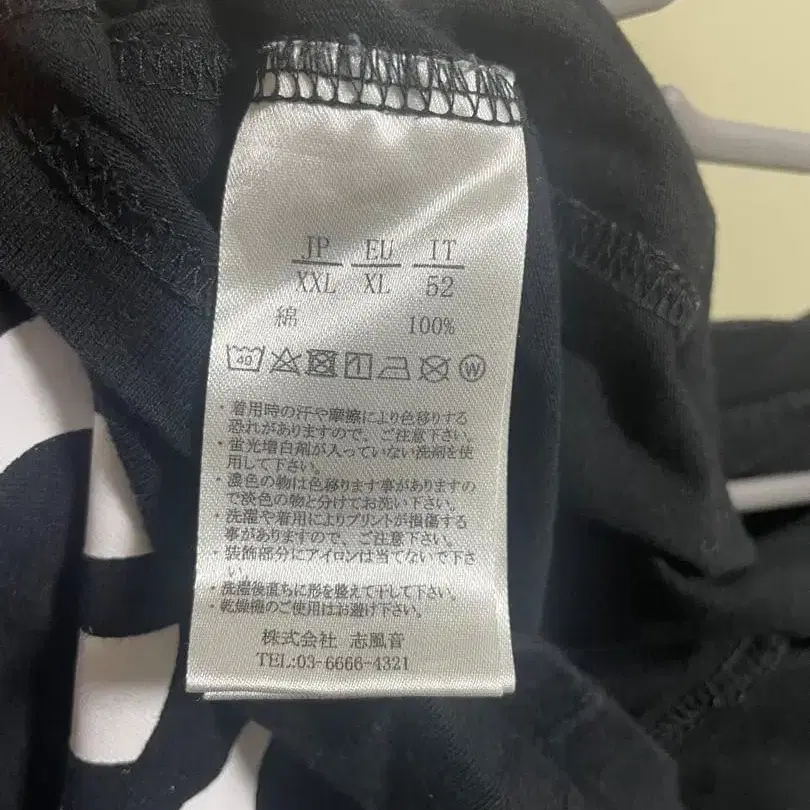 JP EU IT
XXL XL 52
綿 100%
40 1 W
・着用時の汗や摩擦により色移りする
恐れがありますので、ご注意下さい。
・蛍光増白剤が入っていない洗剤を使
用して下さい。
・濃色の物は色移ります事がありますの
で淡色の物と分けてお洗い下さい。
・洗濯や着用によりプリントが損傷する
事がありますので、ご注意下さい。
・装飾部分にアイロンは当てないで下さ
い
・洗濯後直ちに形を整えて干して下さい。
・乾燥機のご使用はお避け下さい。
株式会社 志風音
TEL:03-6666-4321